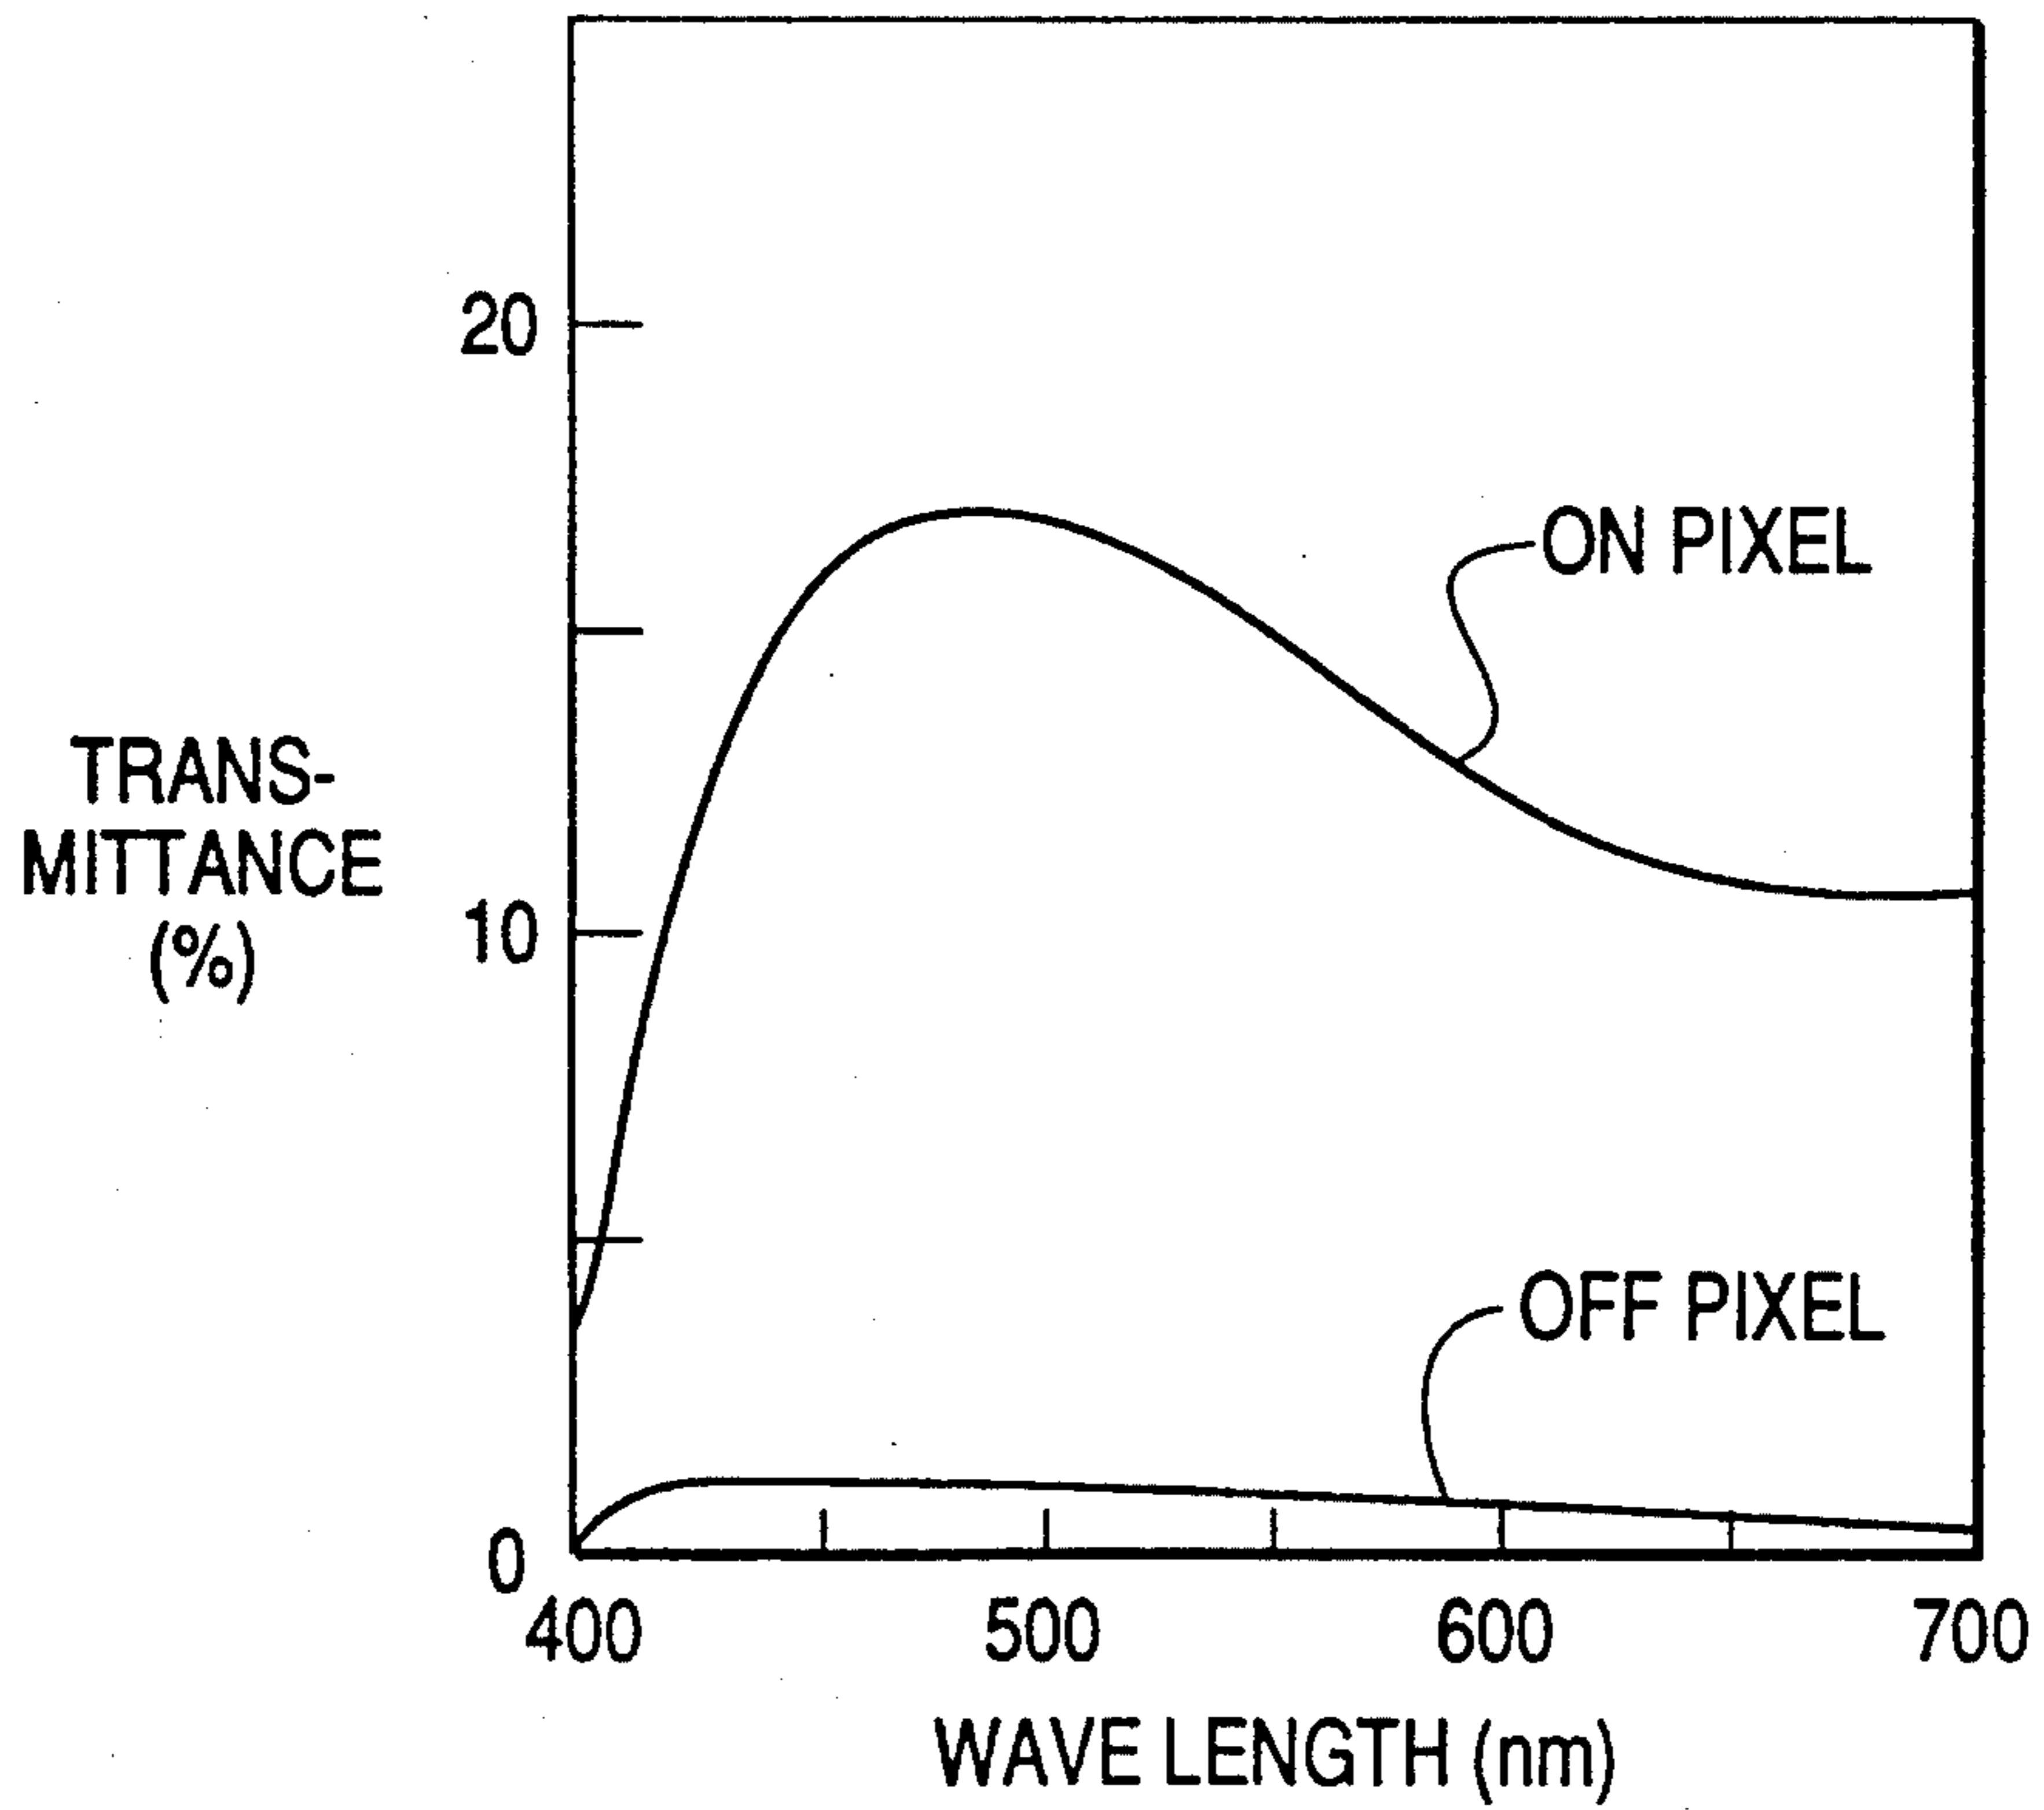 20
ON PIXEL
TRANS-
MITTANCE
(%)
10
OFF PIXEL
0
400
500
600
700
WAVE LENGTH (nm)